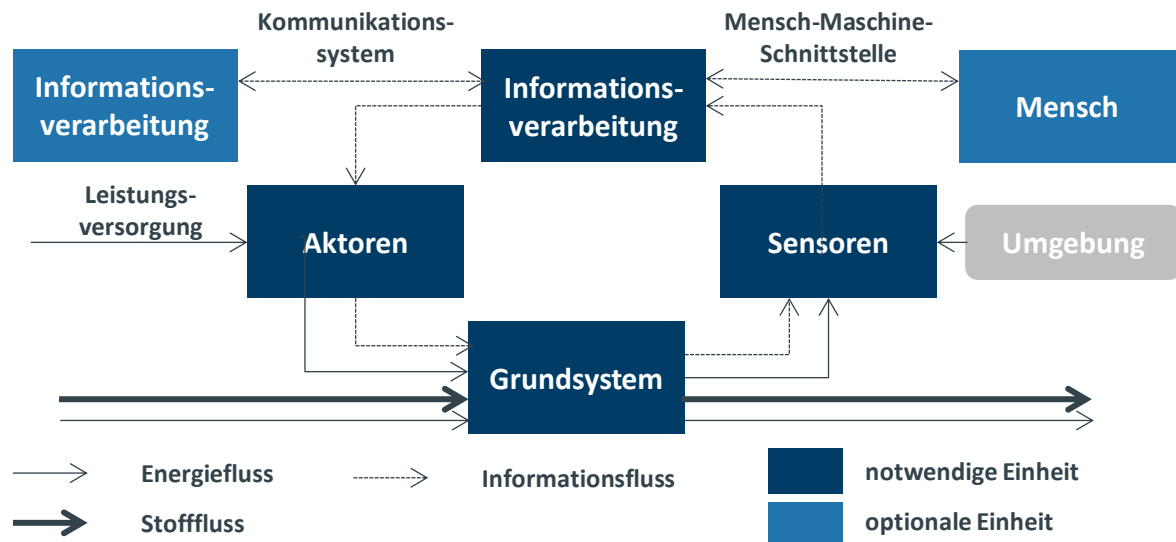 Kommunikations-
system
Mensch-Maschine-
Schnittstelle
Informations-
verarbeitung
Informations-
verarbeitung
Mensch
Leistungs-
versorgung
Aktoren
Sensoren
Umgebung
Grundsystem
Energiefluss
Informationsfluss
notwendige Einheit
Stofffluss
optionale Einheit